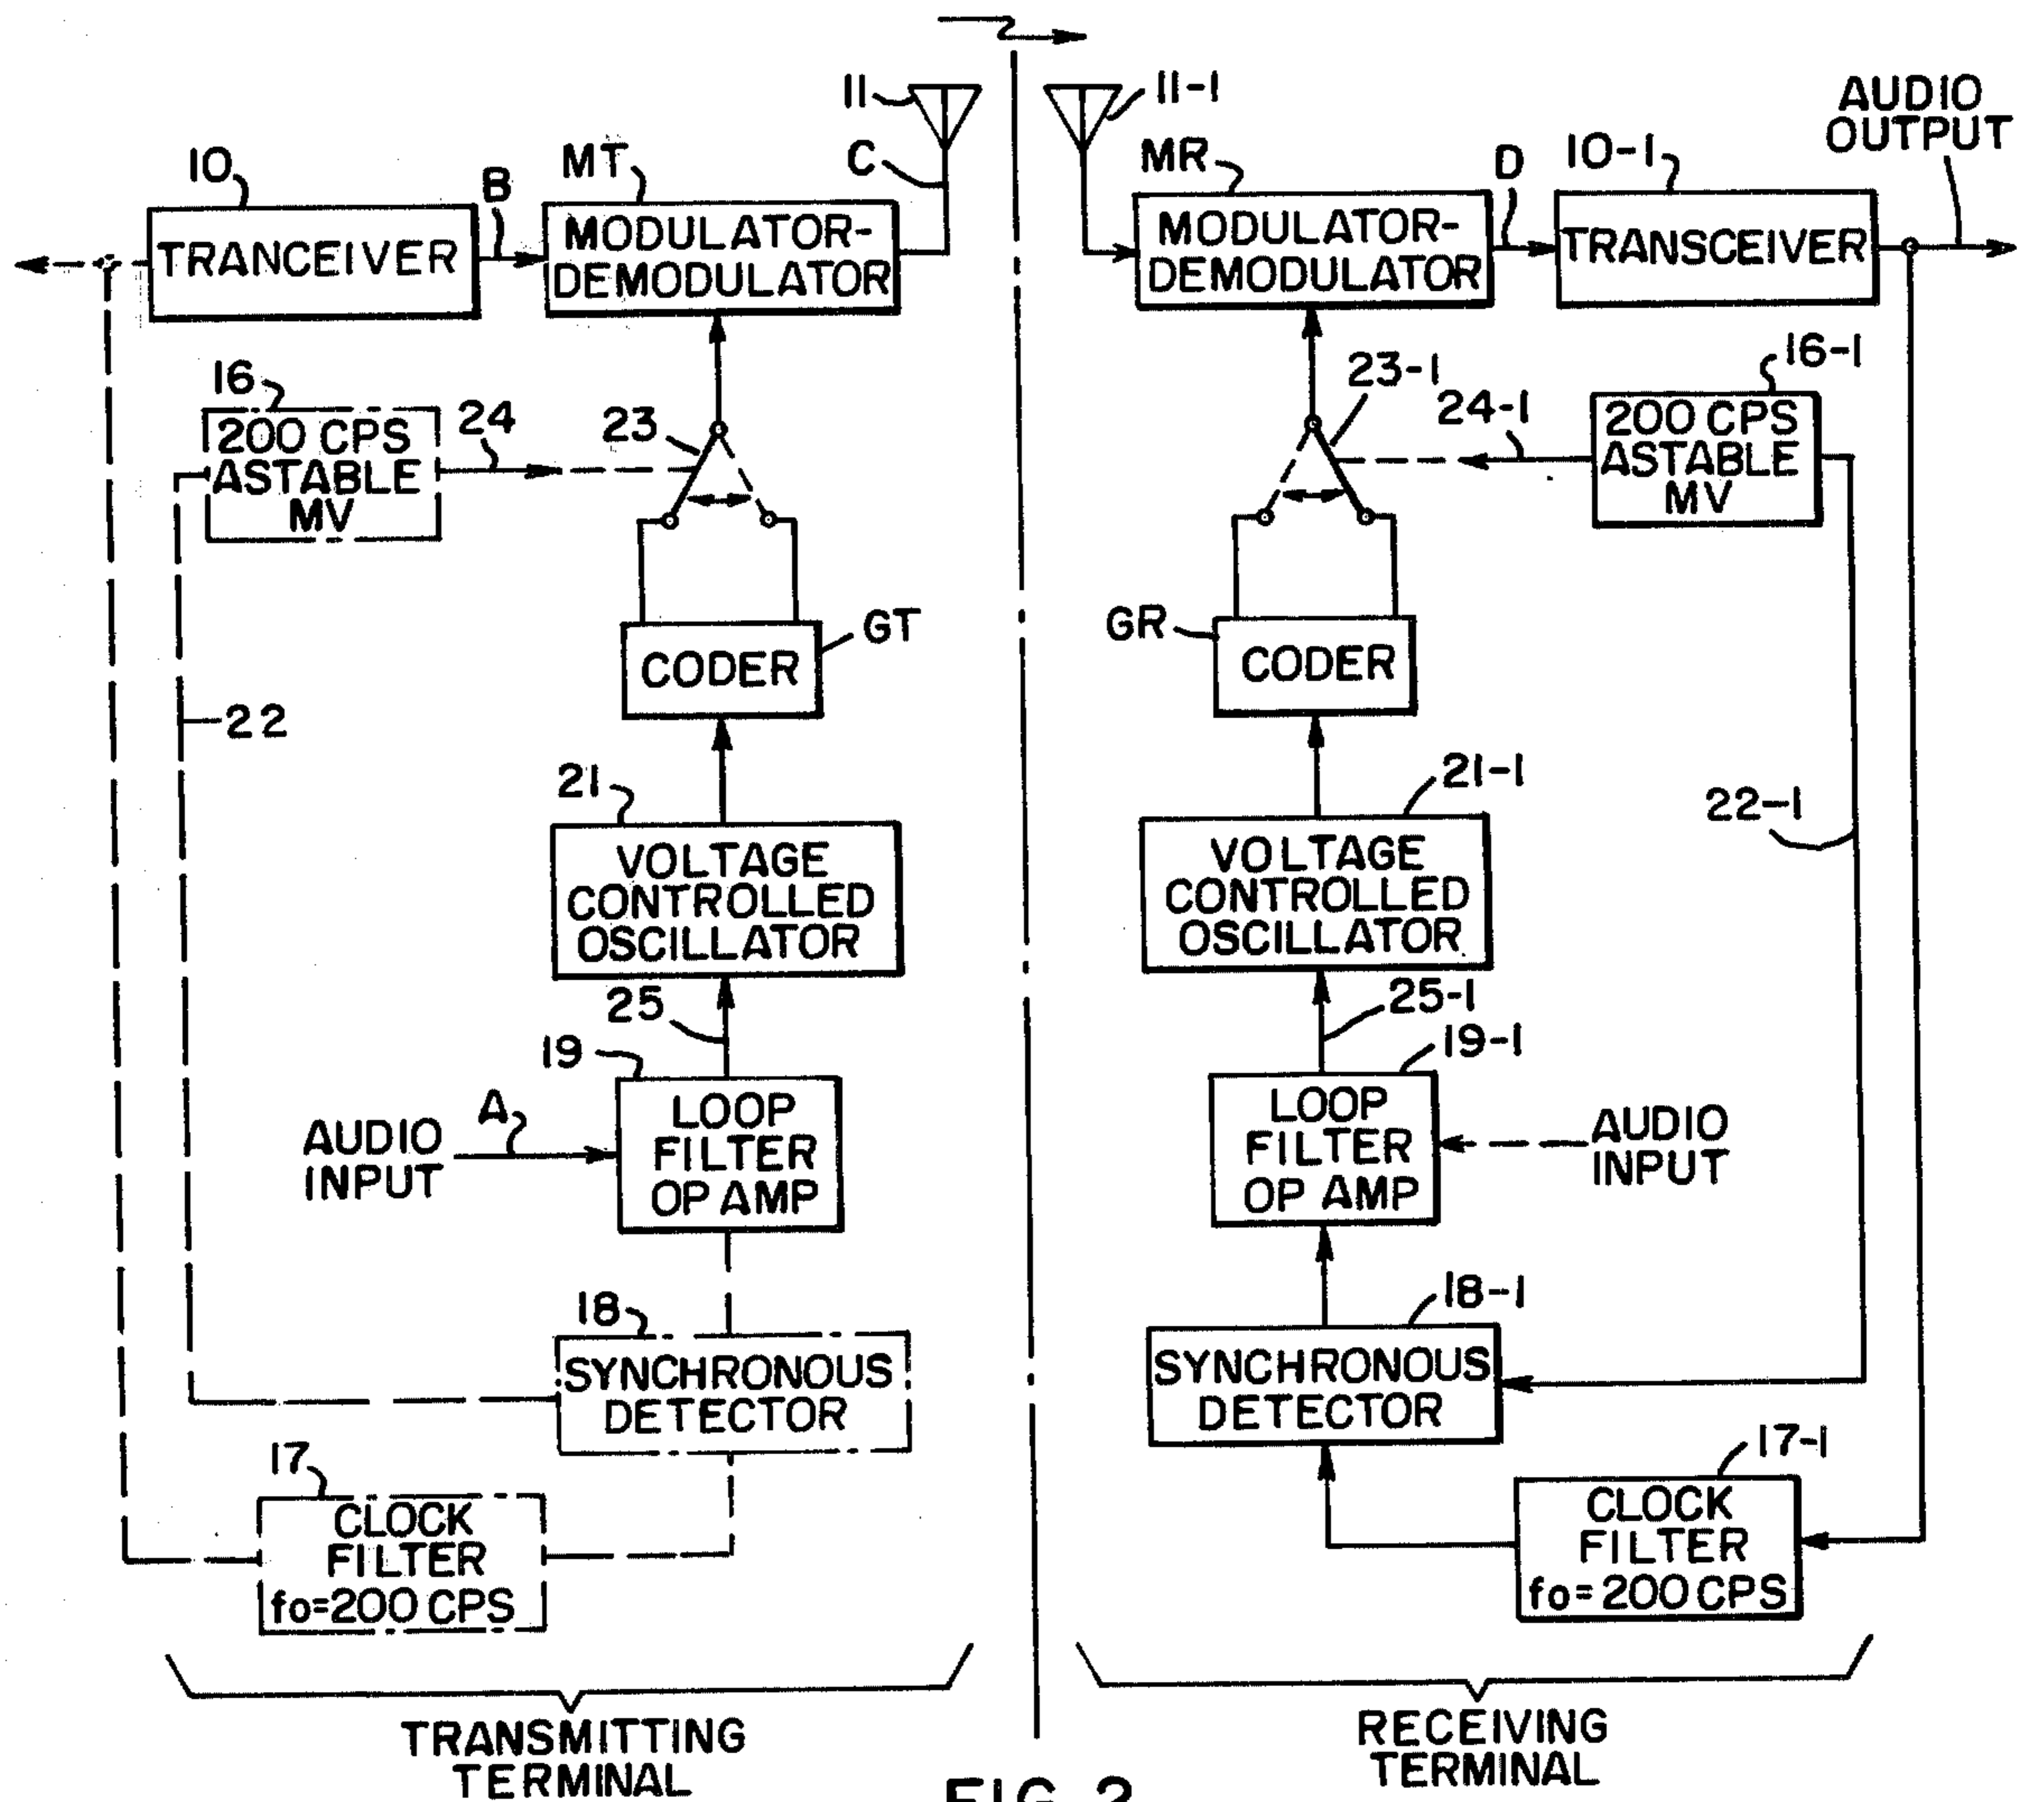 11
11-1
AUDIO
OUTPUT
10
B
MT
C
MR
D
10-1
TRANCEIVER
MODULATOR-
DEMODULATOR
MODULATOR-
DEMODULATOR
TRANSCEIVER
16
200 CPS
ASTABLE
MV
24
23
23-1
24-1
16-1
200 CPS
ASTABLE
MV
GT
CODER
GR
CODER
22
21
VOLTAGE
CONTROLLED
OSCILLATOR
21-1
VOLTAGE
CONTROLLED
OSCILLATOR
22-1
25
25-1
19
19-1
AUDIO
INPUT
A
LOOP
FILTER
OP AMP
LOOP
FILTER
OP AMP
AUDIO
INPUT
18
SYNCHRONOUS
DETECTOR
18-1
SYNCHRONOUS
DETECTOR
17
CLOCK
FILTER
fo=200 CPS
17-1
CLOCK
FILTER
fo=200 CPS
TRANSMITTING
TERMINAL
RECEIVING
TERMINAL
FIG. 2